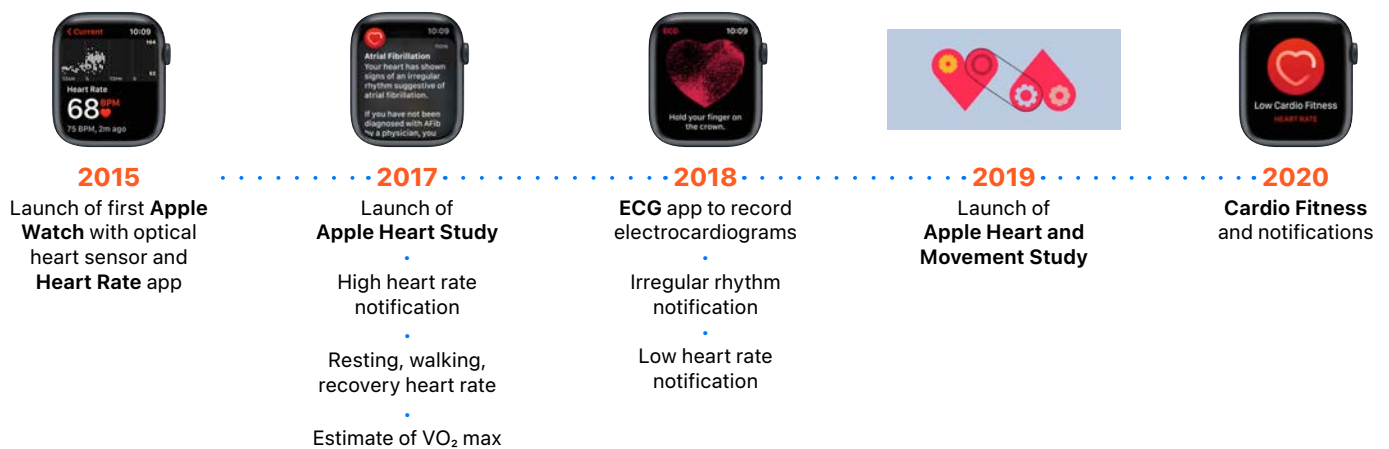 Current 10:09
164
52
Heart Rate
68 BPM
75 BPM, 2m ago
10:09
now
Atrial Fibrillation
Your heart has shown
signs of an irregular
rhythm suggestive of
atrial fibrillation.
If you have not been
diagnosed with AFib
by a physician, you
ECG 10:09
Hold your finger on
the crown.
Low Cardio Fitness
HEART RATE
2015
Launch of first Apple
Watch with optical
heart sensor and
Heart Rate app
2017
Launch of
Apple Heart Study
High heart rate
notification
Resting, walking,
recovery heart rate
Estimate of VO₂ max
2018
ECG app to record
electrocardiograms
Irregular rhythm
notification
Low heart rate
notification
2019
Launch of
Apple Heart and
Movement Study
2020
Cardio Fitness
and notifications